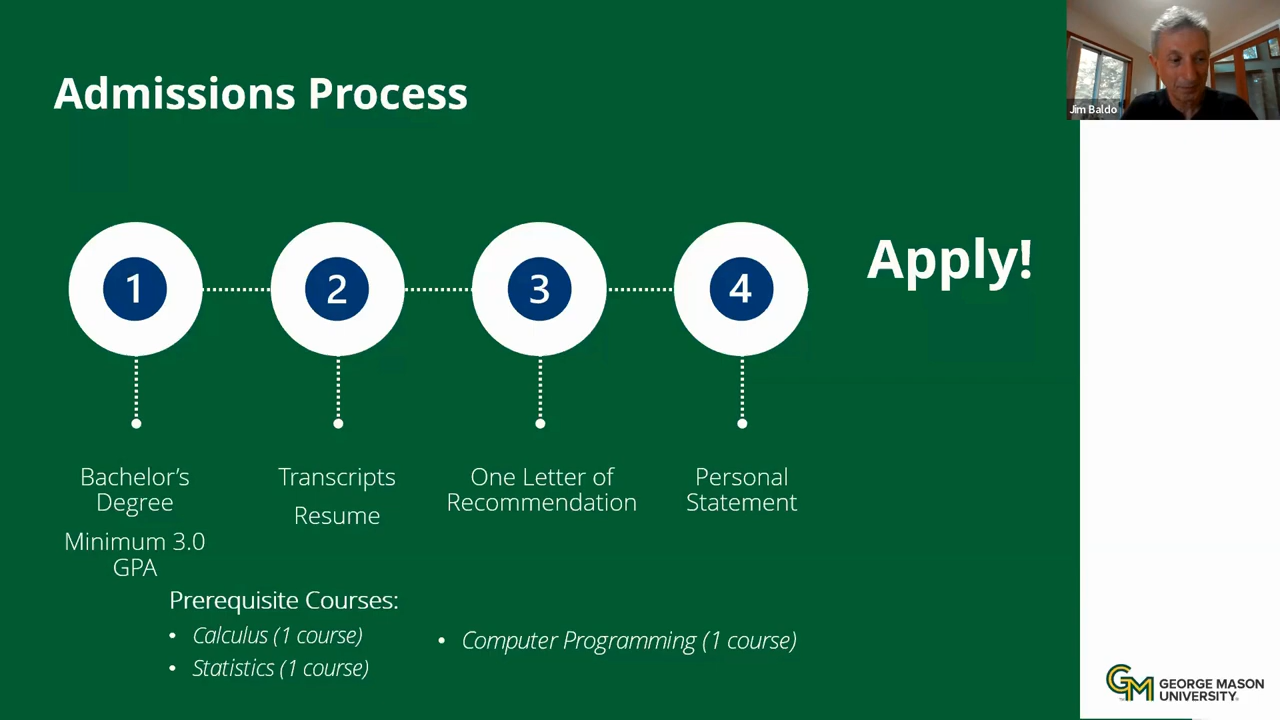 Admissions Process
Jim Baldo
1
2
3
4
Apply!
Bachelor’s
Degree
Minimum 3.0
GPA
Transcripts
Resume
One Letter of
Recommendation
Personal
Statement
Prerequisite Courses:
• Calculus (1 course)
• Statistics (1 course)
• Computer Programming (1 course)
GM
GEORGE MASON
UNIVERSITY